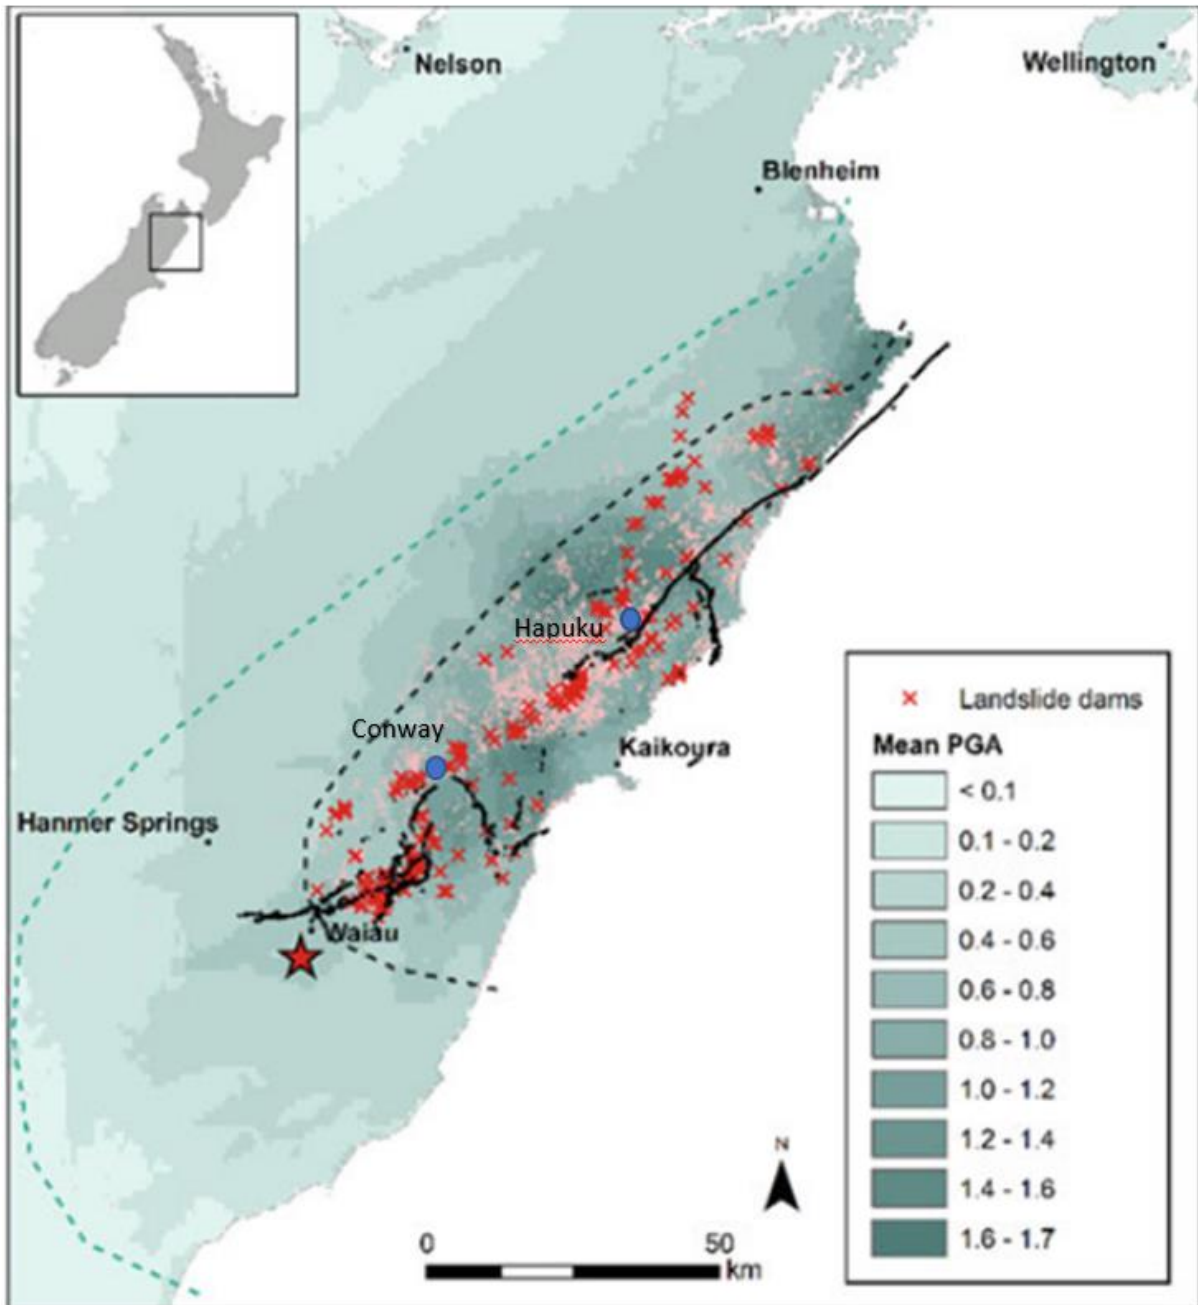 Nelson
Wellington
Blenheim
Hapuku
Conway
Kaikoura
Hanmer Springs
Waiau
Landslide dams
Mean PGA
< 0.1
0.1 - 0.2
0.2 - 0.4
0.4 - 0.6
0.6 - 0.8
0.8 - 1.0
1.0 - 1.2
1.2 - 1.4
1.4 - 1.6
1.6 - 1.7
N
0 50
km